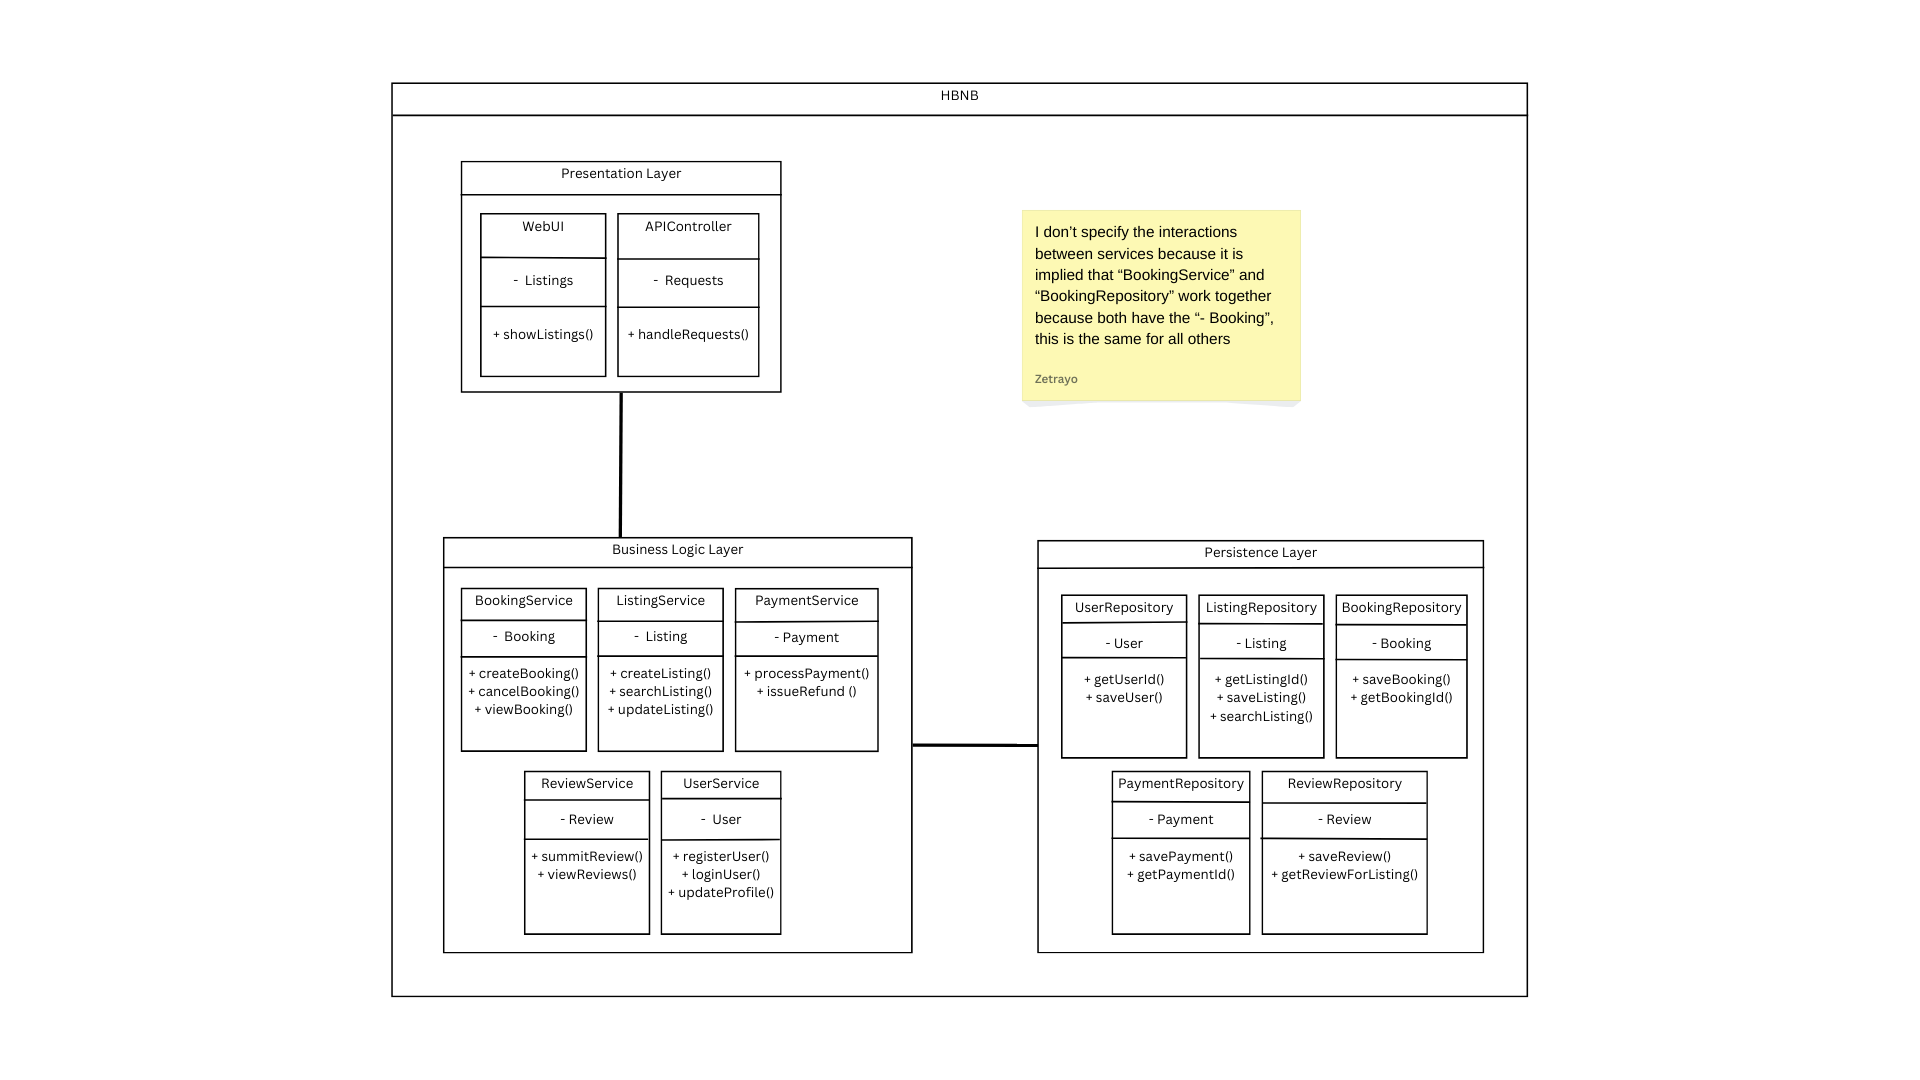 HBNB
Presentation Layer
WebUI
- Listings
+ showListings()
APIController
- Requests
+ handleRequests()
I don’t specify the interactions
between services because it is
implied that “BookingService” and
“BookingRepository” work together
because both have the “- Booking”,
this is the same for all others
Zetrayo
Business Logic Layer
BookingService
- Booking
+ createBooking()
+ cancelBooking()
+ viewBooking()
ListingService
- Listing
+ createListing()
+ searchListing()
+ updateListing()
PaymentService
- Payment
+ processPayment()
+ issueRefund ()
ReviewService
- Review
+ summitReview()
+ viewReviews()
UserService
- User
+ registerUser()
+ loginUser()
+ updateProfile()
Persistence Layer
UserRepository
- User
+ getUserId()
+ saveUser()
ListingRepository
- Listing
+ getListingId()
+ saveListing()
+ searchListing()
BookingRepository
- Booking
+ saveBooking()
+ getBookingId()
PaymentRepository
- Payment
+ savePayment()
+ getPaymentId()
ReviewRepository
- Review
+ saveReview()
+ getReviewForListing()